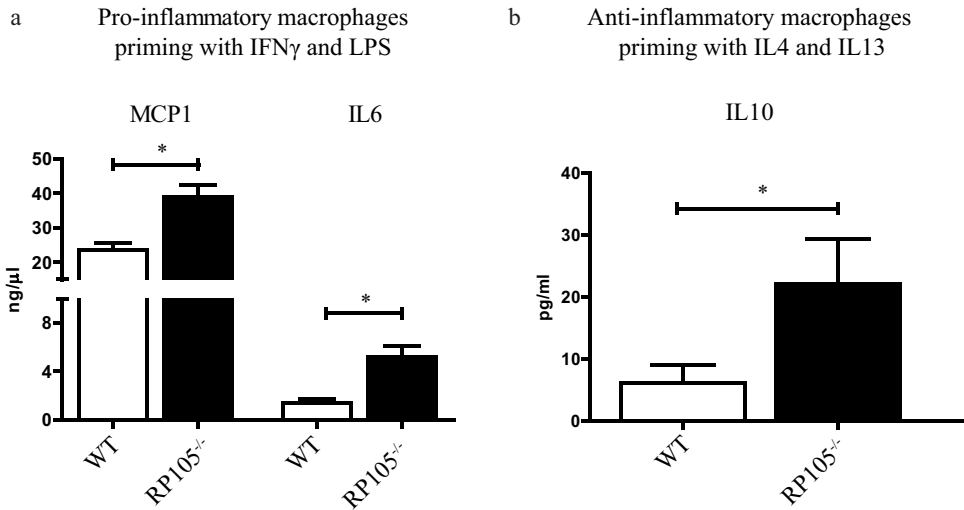 a
Pro-inflammatory macrophages
priming with IFNγ and LPS
MCP1
IL6
50
40
30
20
8
4
0
ng/µl
*
*
WT
RP105-/-
WT
RP105-/-
b
Anti-inflammatory macrophages
priming with IL4 and IL13
IL10
40
30
20
10
0
pg/ml
*
WT
RP105-/-